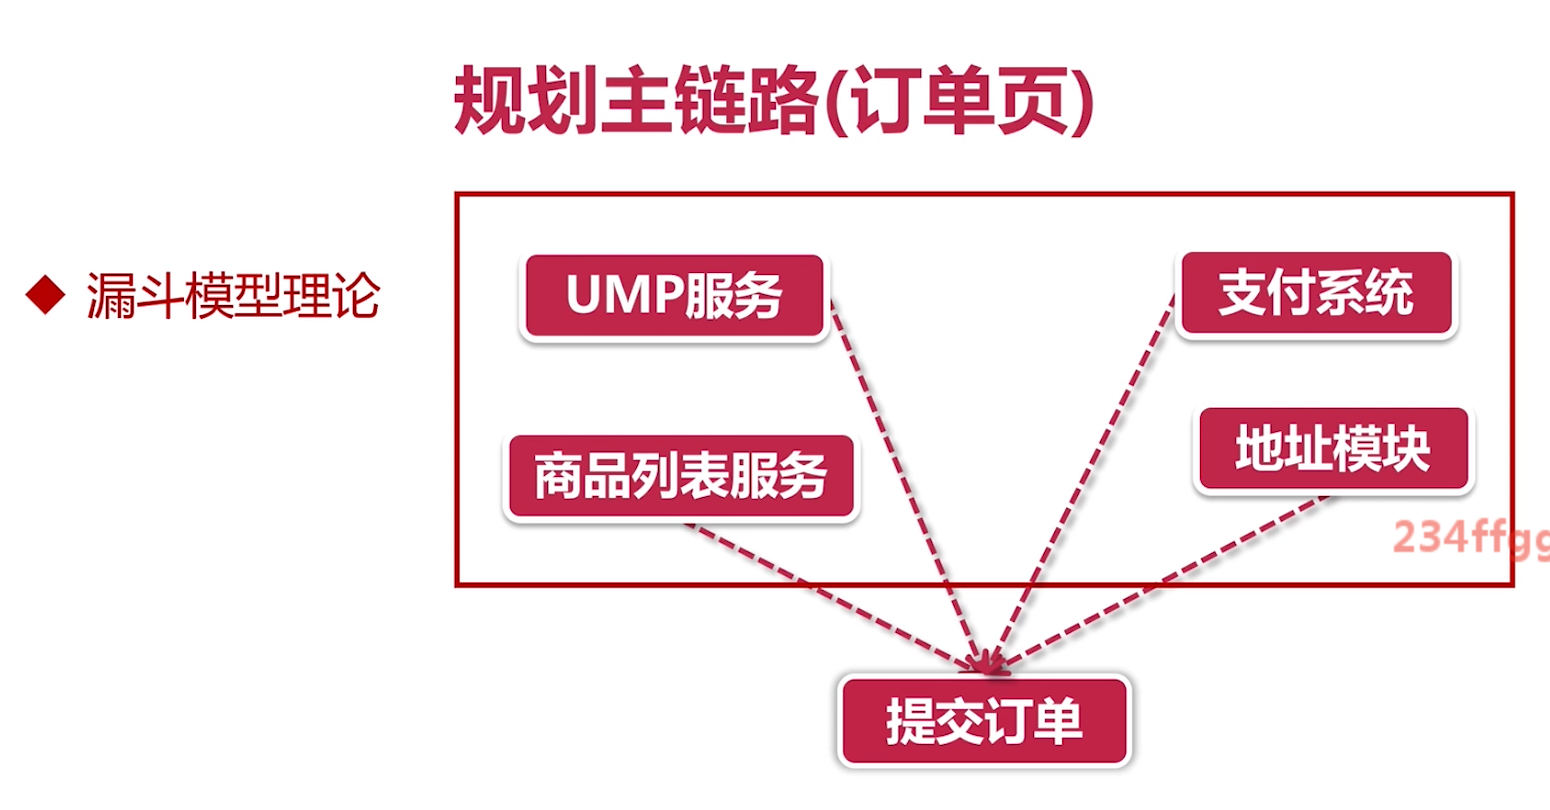 规划主链路(订单页)
漏斗模型理论
UMP服务
支付系统
商品列表服务
地址模块
234ffgg
提交订单